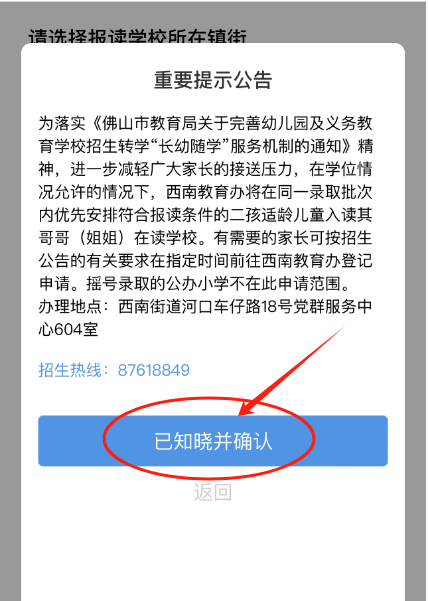 请选择报读学校所在镇街
重要提示公告
为落实《佛山市教育局关于完善幼儿园及义务教
育学校招生转学“长幼随学”服务机制的通知》精
神，进一步减轻广大家长的接送压力，在学位情
况允许的情况下，西南教育办将在同一录取批次
内优先安排符合报读条件的二孩适龄儿童入读其
哥哥（姐姐）在读学校。有需要的家长可按招生
公告的有关要求在指定时间前往西南教育办登记
申请。摇号录取的公办小学不在此申请范围。
办理地点：西南街道河口车仔路18号党群服务中
心604室
招生热线：87618849
已知晓并确认
返回